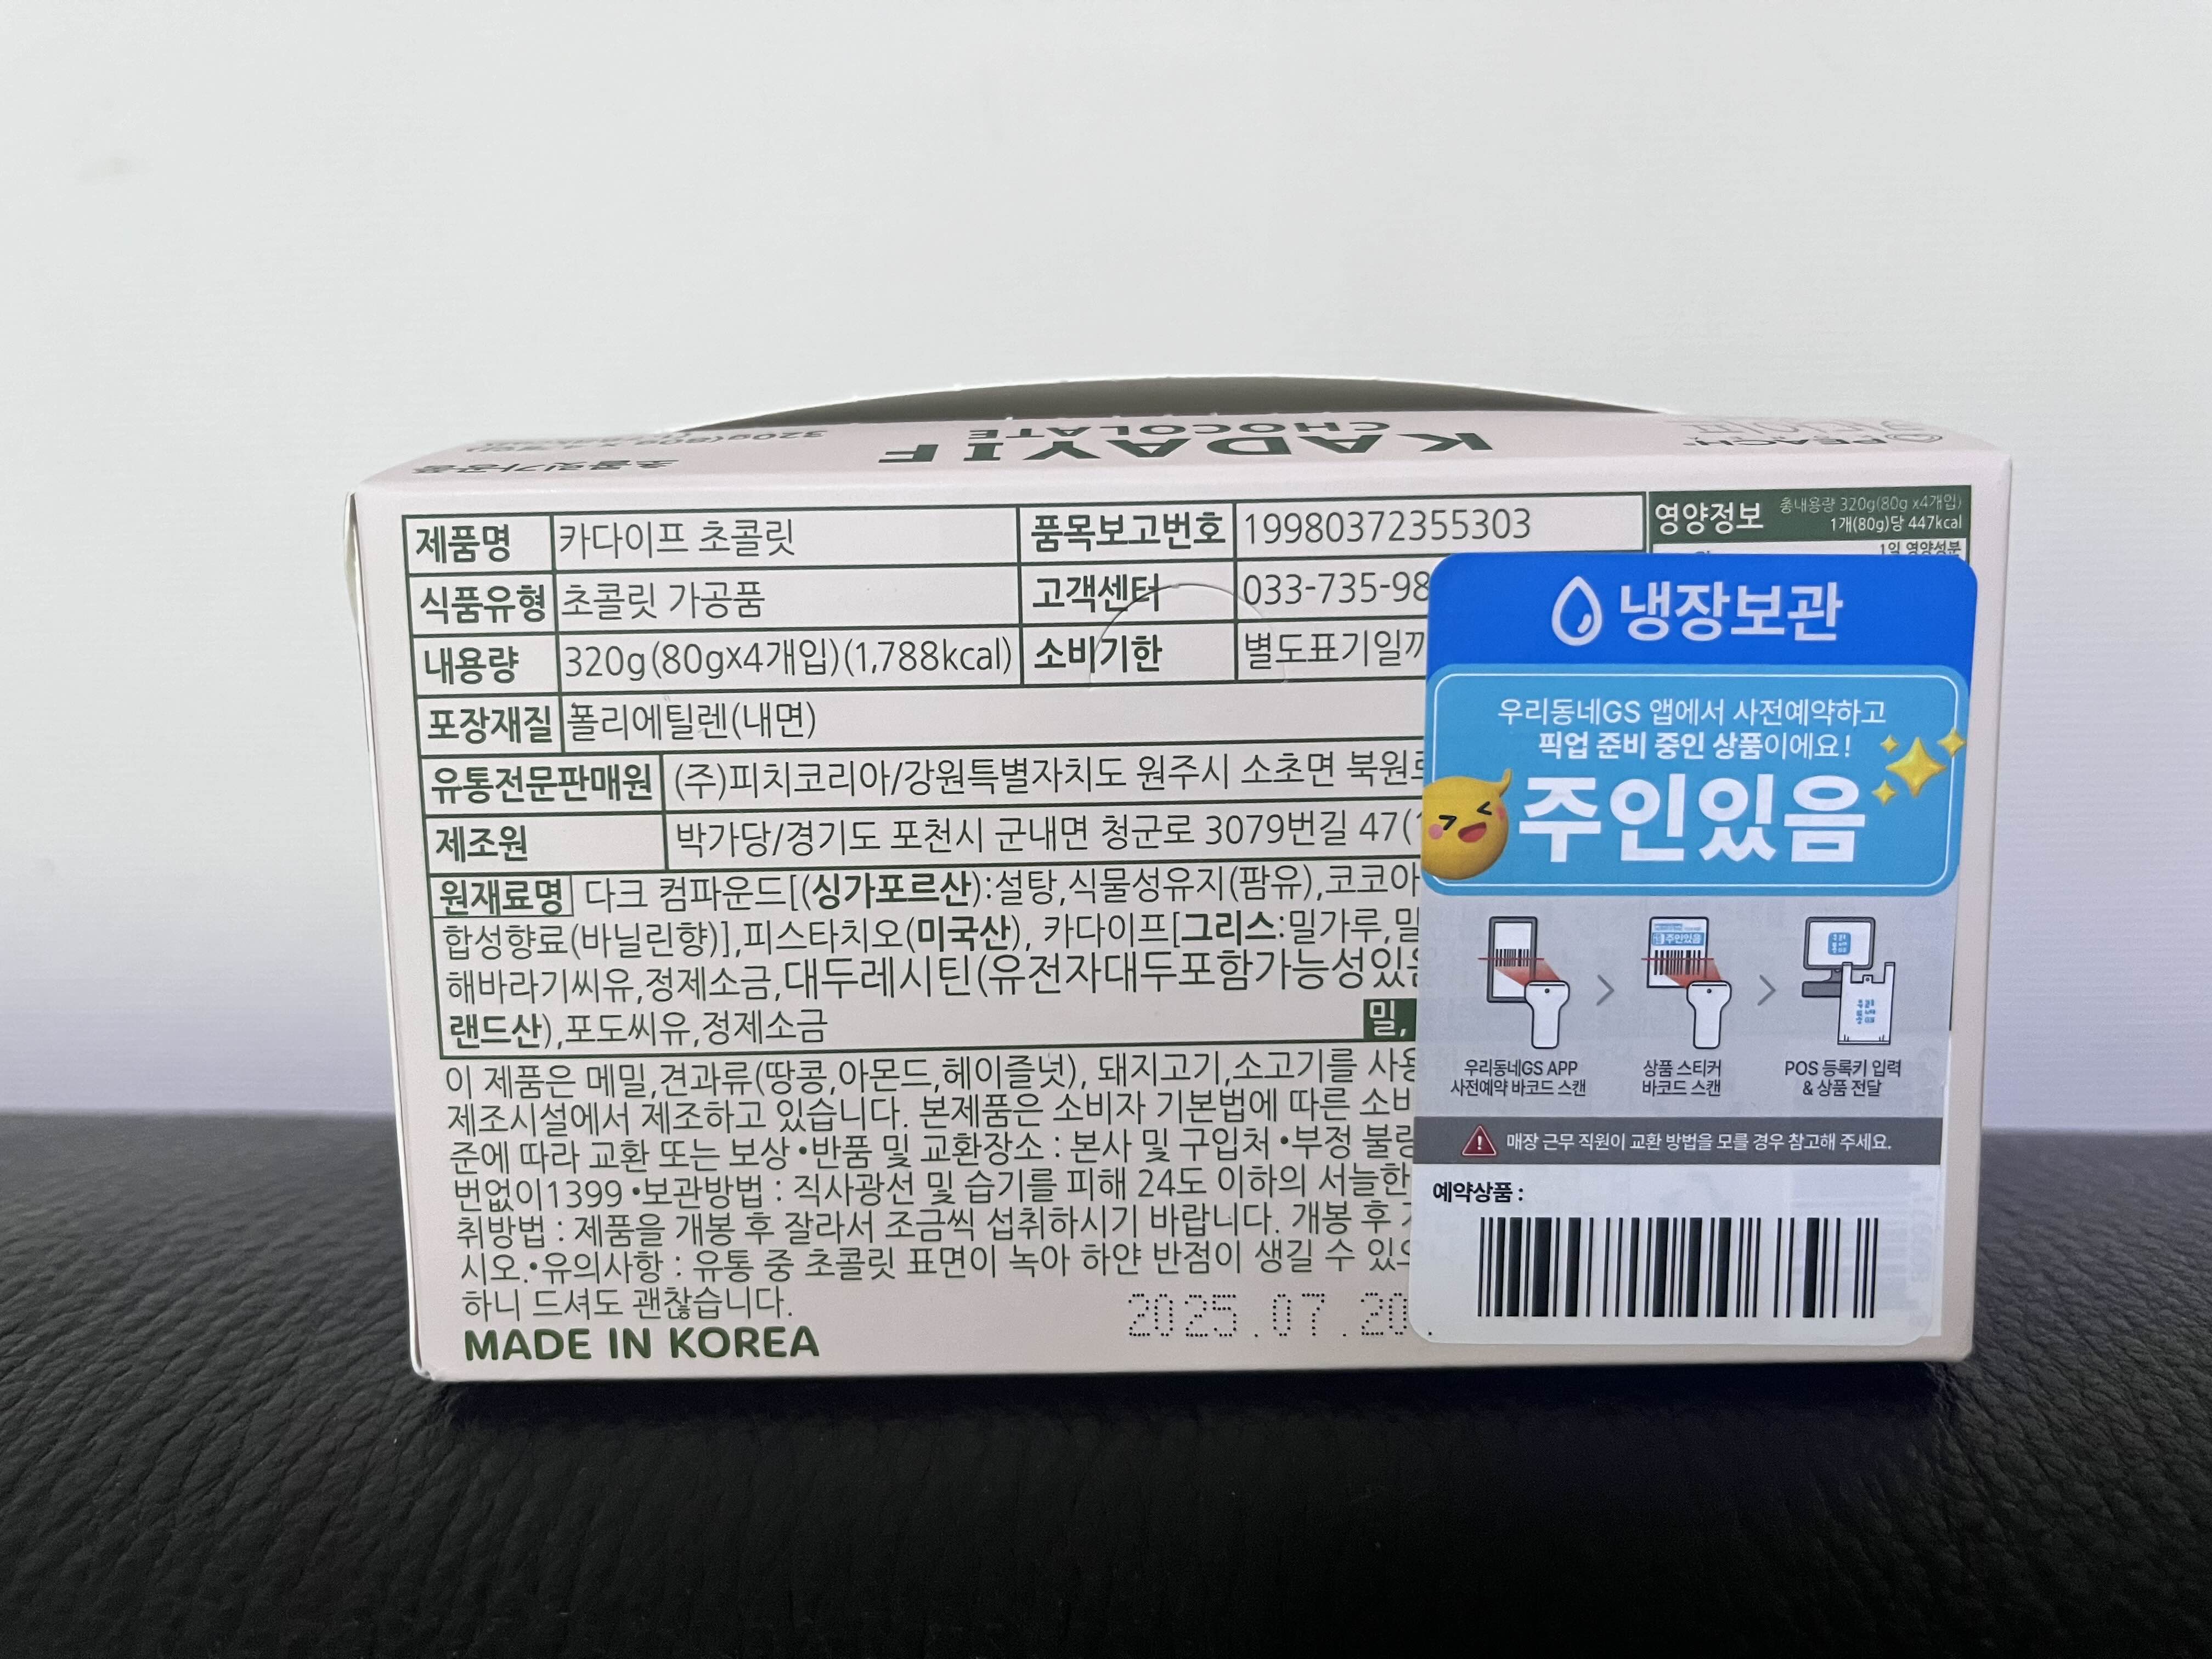 KADAYIF
CHOCOLATE
PEACH
초콜릿가공품
제품명 카다이프 초콜릿 품목보고번호 19980372355303
식품유형 초콜릿 가공품 고객센터 033-735-98
내용량 320g(80gx4개입)(1,788kcal) 소비기한 별도표기일까
포장재질 폴리에틸렌(내면)
유통전문판매원 (주)피치코리아/강원특별자치도 원주시 소초면 북원로
제조원 박가당/경기도 포천시 군내면 청군로 3079번길 47(
원재료명 다크 컴파운드[(싱가포르산):설탕,식물성유지(팜유),코코아
합성향료(바닐린향)],피스타치오(미국산), 카다이프[그리스:밀가루,밀
해바라기씨유,정제소금,대두레시틴(유전자대두포함가능성있음
랜드산),포도씨유,정제소금
밀,
이 제품은 메밀,견과류(땅콩,아몬드,헤이즐넛), 돼지고기,소고기를 사용
제조시설에서 제조하고 있습니다. 본제품은 소비자 기본법에 따른 소비
준에 따라 교환 또는 보상 •반품 및 교환장소 : 본사 및 구입처 •부정 불량
번없이1399 •보관방법 : 직사광선 및 습기를 피해 24도 이하의 서늘한
취방법 : 제품을 개봉 후 잘라서 조금씩 섭취하시기 바랍니다. 개봉 후
시오.•유의사항 : 유통 중 초콜릿 표면이 녹아 하얀 반점이 생길 수 있으
하니 드셔도 괜찮습니다.
MADE IN KOREA
2025.07.20
영양정보 총내용량 320g(80g x4개입)
1개(80g)당 447kcal
1일 영양성분
냉장보관
우리동네GS 앱에서 사전예약하고
픽업 준비 중인 상품이에요!
주인있음
주인있음
우리동네GS APP
사전예약 바코드 스캔
상품 스티커
바코드 스캔
POS 등록키 입력
& 상품 전달
매장 근무 직원이 교환 방법을 모를 경우 참고해 주세요.
예약상품 :